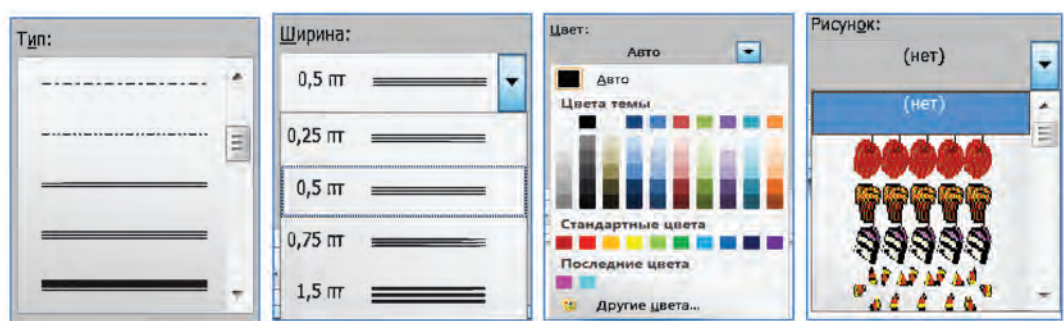 Тип:
Ширина:
0,5 пт
0,25 пт
0,5 пт
0,75 пт
1,5 пт
Цвет:
Авто
Авто
Цвета темы
Стандартные цвета
Последние цвета
Другие цвета...
Рисунок:
(нет)
(нет)